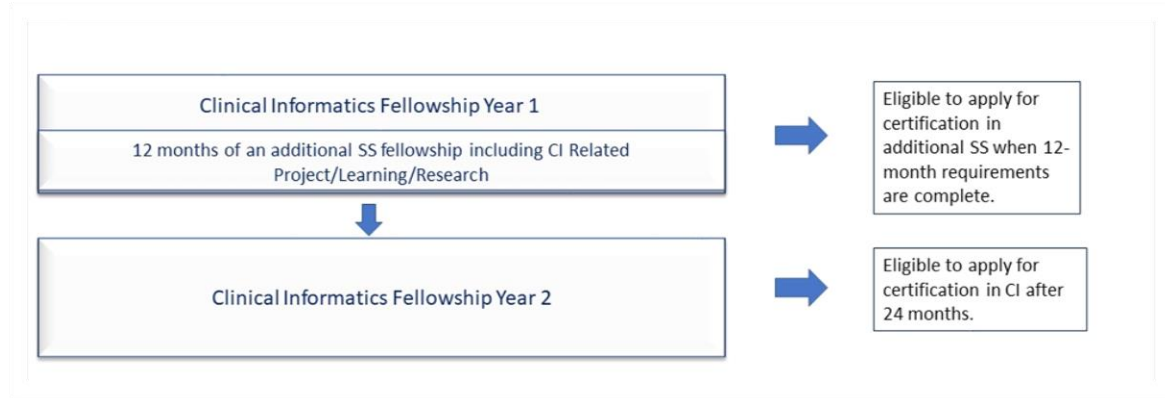 Clinical Informatics Fellowship Year 1
12 months of an additional SS fellowship including CI Related
Project/Learning/Research
Eligible to apply for
certification in
additional SS when 12-
month requirements
are complete.
Clinical Informatics Fellowship Year 2
Eligible to apply for
certification in CI after
24 months.